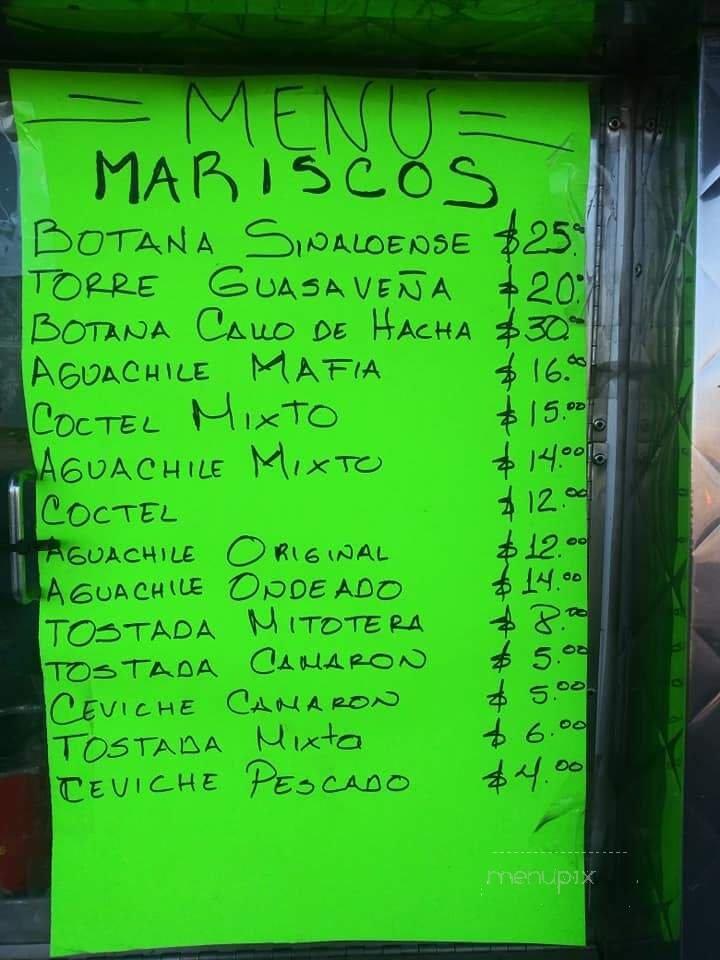 = MENU =
MARISCOS
BOTANA SINALOENSE $25.00
TORRE GUASAVEÑA $20.00
BOTANA CALLO DE HACHA $30.00
AGUACHILE MAFIA $16.00
COCTEL MIXTO $15.00
AGUACHILE MIXTO $14.00
COCTEL $12.00
AGUACHILE ORIGINAL $12.00
AGUACHILE ONDEADO $14.00
TOSTADA MITOTERA $8.00
TOSTADA CAMARON $5.00
CEVICHE CAMARON $5.00
TOSTADA MIXTA $6.00
CEVICHE PESCADO $4.00
menupix